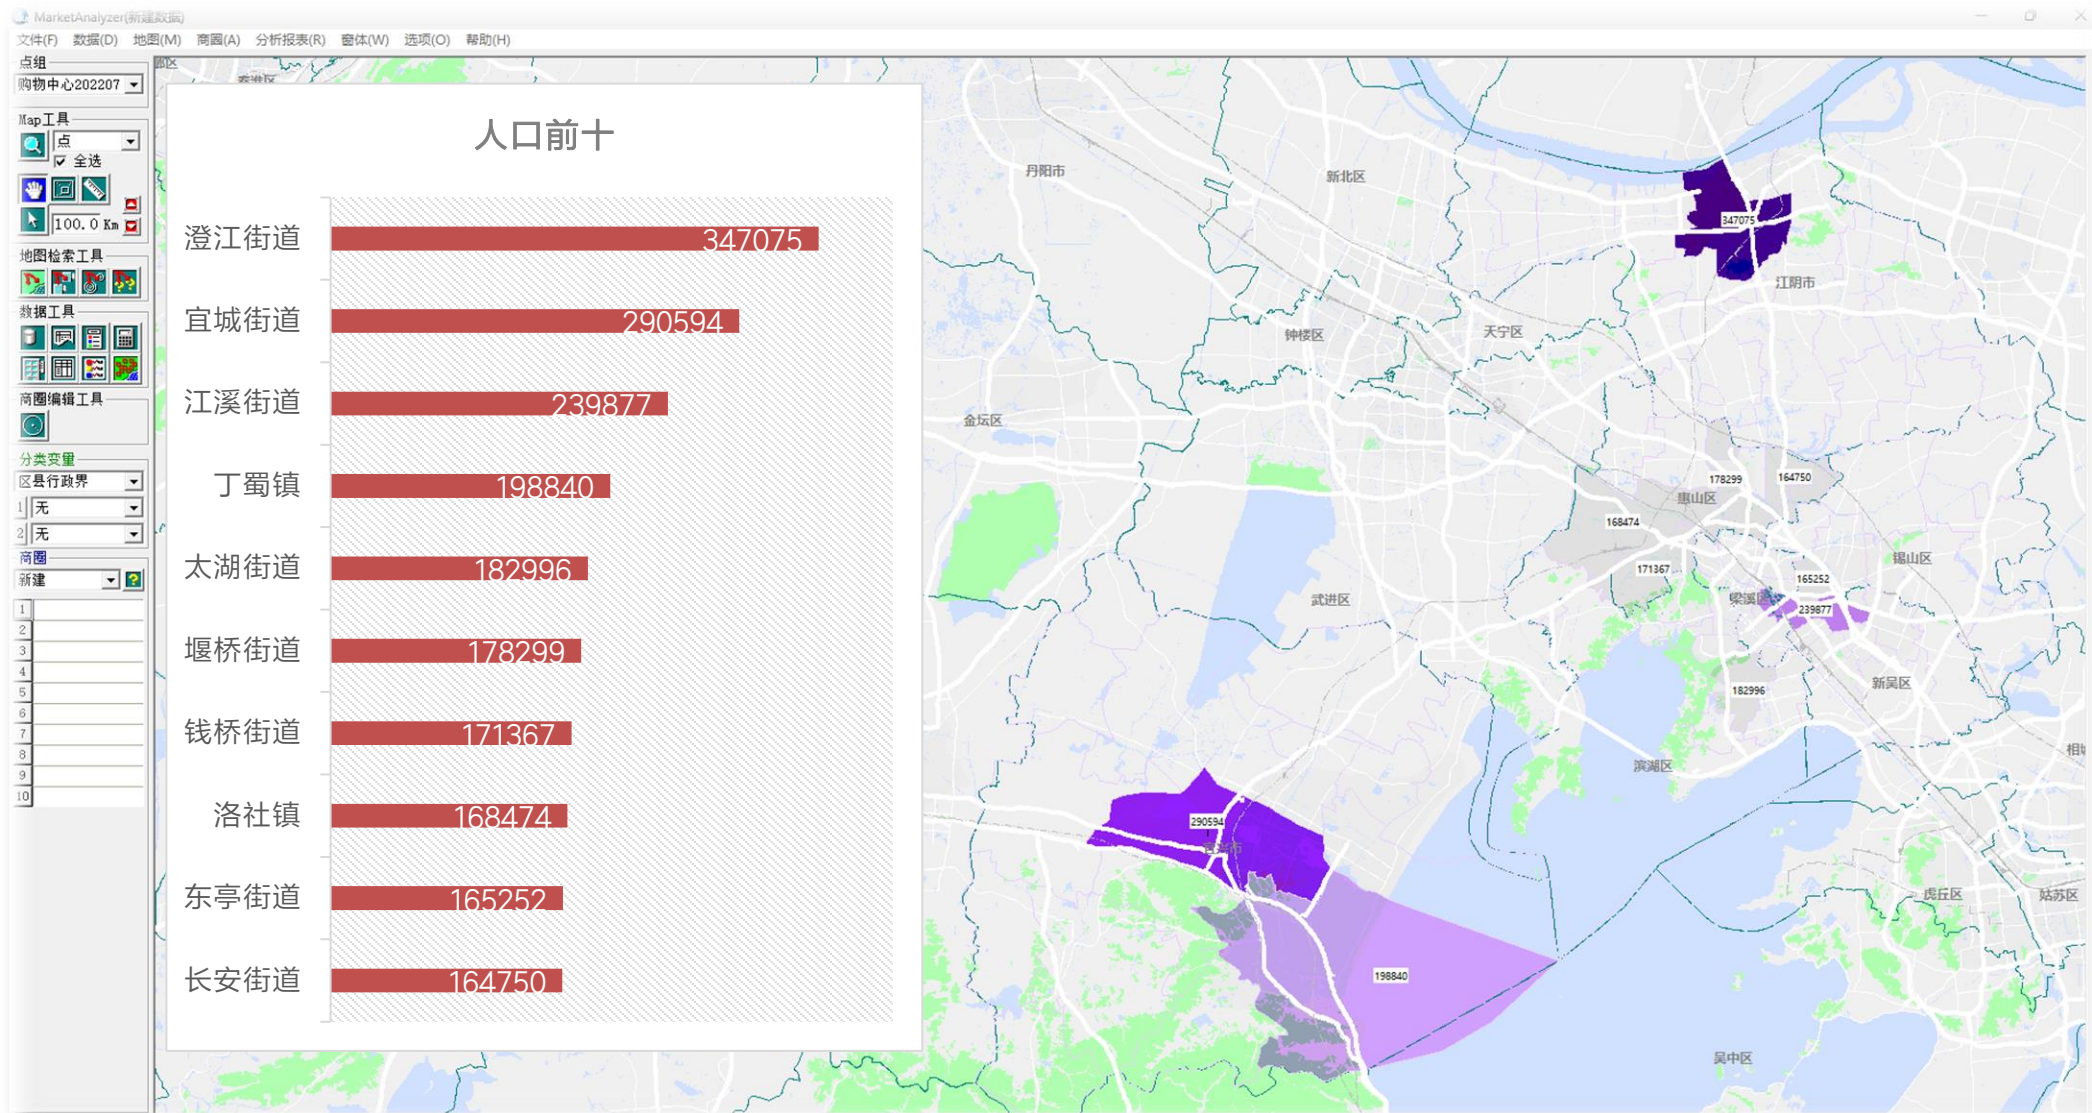 MarketAnalyzer(新建数据)
文件(F) 数据(D) 地图(M) 商圈(A) 分析报表(R) 窗体(W) 选项(O) 帮助(H)
点组
购物中心202207
Map工具
点
全选
100.0 Km
地图检索工具
数据工具
商圈编辑工具
分类变量
区县行政界
1 无
2 无
商圈
新建
1
2
3
4
5
6
7
8
9
10
人口前十
澄江街道 347075
宜城街道 290594
江溪街道 239877
丁蜀镇 198840
太湖街道 182996
堰桥街道 178299
钱桥街道 171367
洛社镇 168474
东亭街道 165252
长安街道 164750
秦淮区
丹阳市
新北区
347075
江阴市
钟楼区
天宁区
金坛区
178299
164750
惠山区
168474
锡山区
171367
165252
武进区
梁溪区
239877
新吴区
182996
滨湖区
290594
宜兴市
虎丘区
姑苏区
198840
吴中区